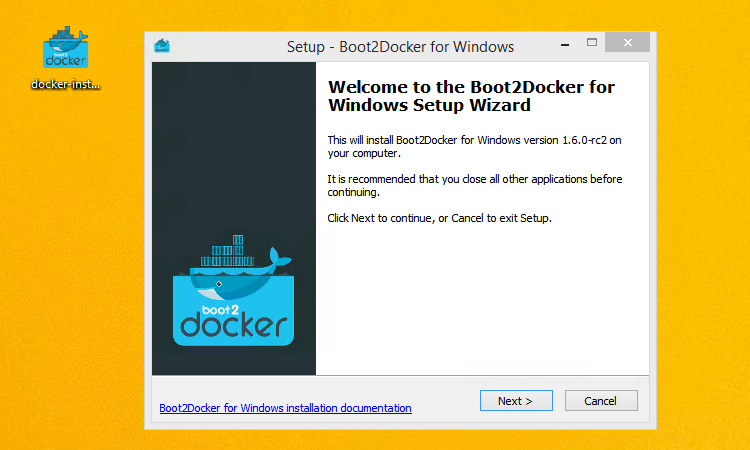 boot2
docker
docker-inst...
Setup - Boot2Docker for Windows
Welcome to the Boot2Docker for
Windows Setup Wizard
This will install Boot2Docker for Windows version 1.6.0-rc2 on
your computer.
It is recommended that you close all other applications before
continuing.
Click Next to continue, or Cancel to exit Setup.
boot2
docker
Boot2Docker for Windows installation documentation
Next >
Cancel